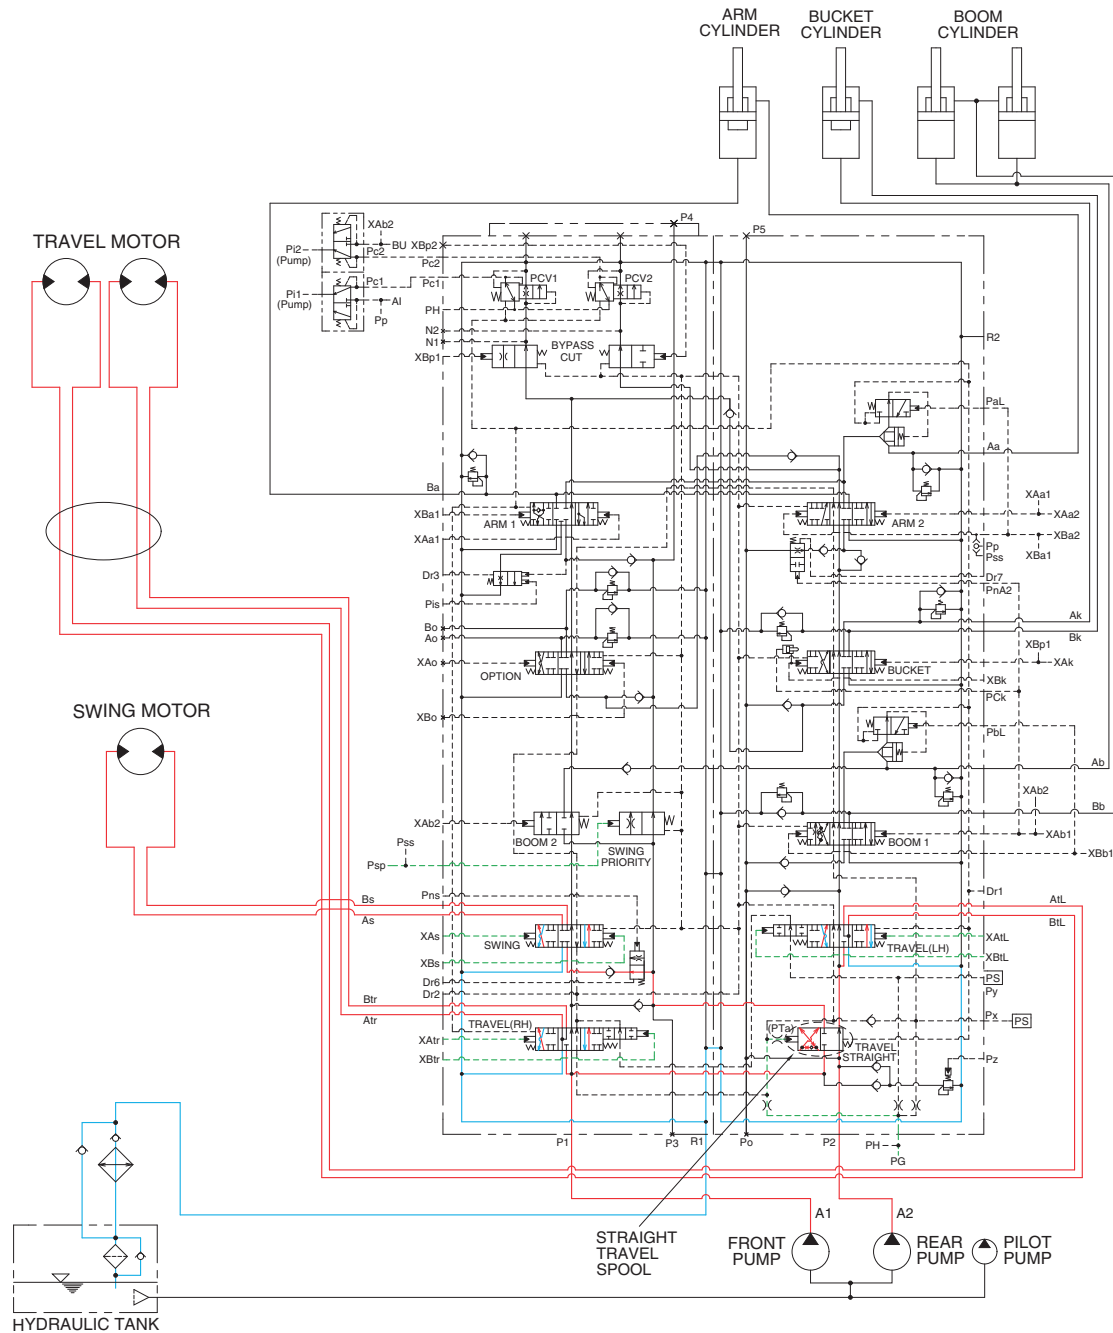 ARM
CYLINDER
BUCKET
CYLINDER
BOOM
CYLINDER
TRAVEL MOTOR
XAb2
BU
Pi2
(Pump)
Pc2
Pi1
(Pump)
Pc1
AI
Pp
P4
P5
XBp2
Pc2
Pc1
PCV1
PCV2
PH
N2
N1
XBp1
BYPASS
CUT
R2
PaL
Aa
Ba
XBa1
XAa1
ARM 1
ARM 2
XAa1
XAa2
XBa2
XBa1
Pp
Pss
Dr3
Pis
Dr7
PnA2
Bo
Ao
Ak
Bk
XAo
OPTION
XBo
BUCKET
XBp1
XAk
XBk
PCk
SWING MOTOR
PbL
Ab
XAb2
Bb
XAb2
BOOM 2
SWING
PRIORITY
BOOM 1
XAb1
XBb1
Pss
Psp
Pns
Dr1
Bs
As
AtL
BtL
XAs
SWING
XBs
TRAVEL(LH)
XAtL
XBtL
Dr6
Dr2
PS
Py
Btr
Atr
Px
PS
TRAVEL(RH)
XAtr
XBtr
(PTa)
TRAVEL
STRAIGHT
Pz
P1
P3
R1
Po
P2
PH
PG
A1
A2
STRAIGHT
TRAVEL
SPOOL
FRONT
PUMP
REAR
PUMP
PILOT
PUMP
HYDRAULIC TANK